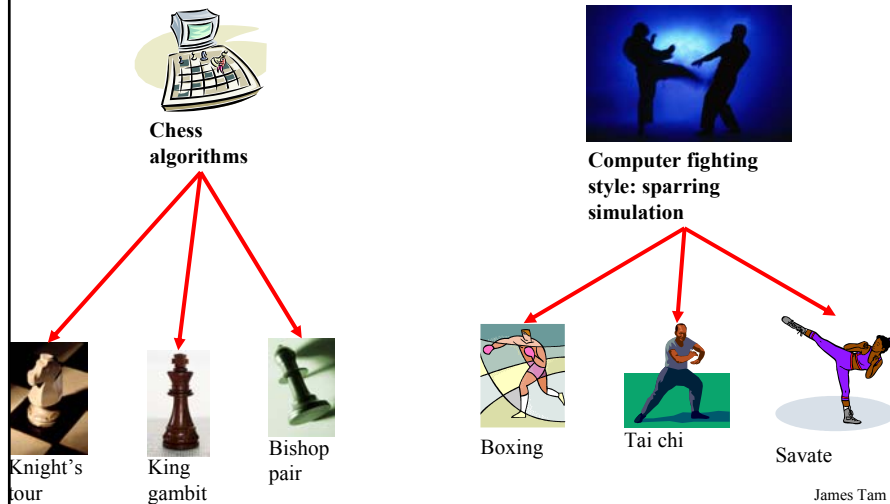 Chess
algorithms
Computer fighting
style: sparring
simulation
Knight's
tour
King
gambit
Bishop
pair
Boxing
Tai chi
Savate
James Tam